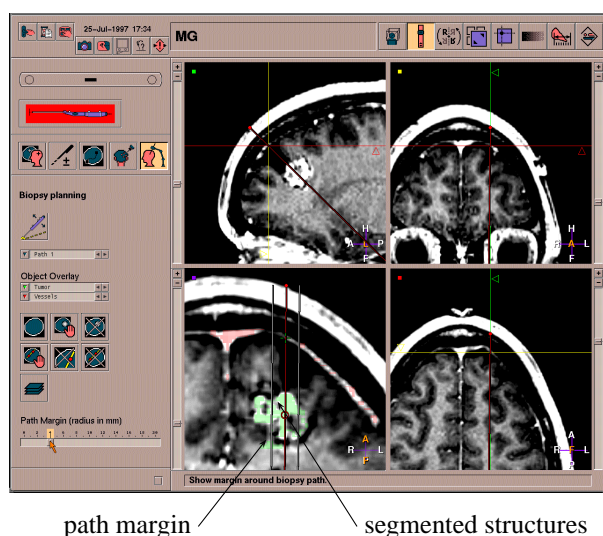 25-Jul-1997 17:34
MG
Biopsy planning
Path 1
Object Overlay
Tumor
Vessels
Path Margin (radius in mm)
H
A L P
F
H
R A L
F
A
R L
P
A
R F L
P
Show margin around biopsy path.
path margin
segmented structures